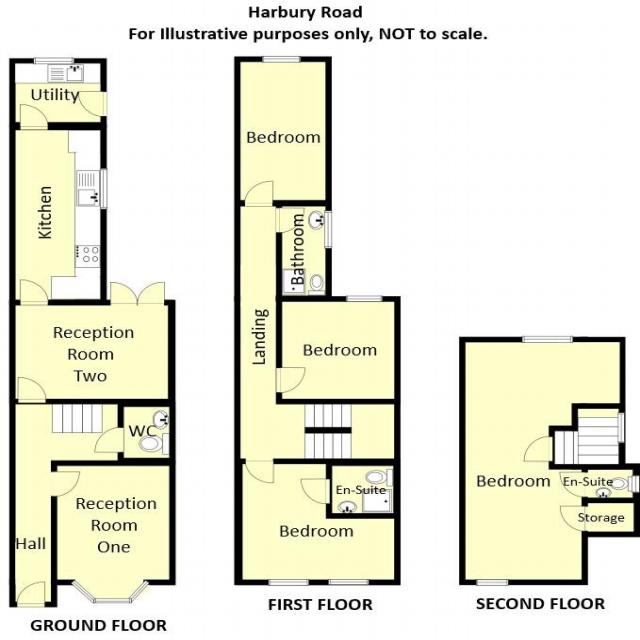 Harbury Road
For Illustrative purposes only, NOT to scale.
Utility
Kitchen
Reception
Room
Two
WC
Reception
Room
One
Hall
GROUND FLOOR
Bedroom
Bathroom
Landing
Bedroom
En-Suite
Bedroom
FIRST FLOOR
Bedroom
En-Suite
Storage
SECOND FLOOR